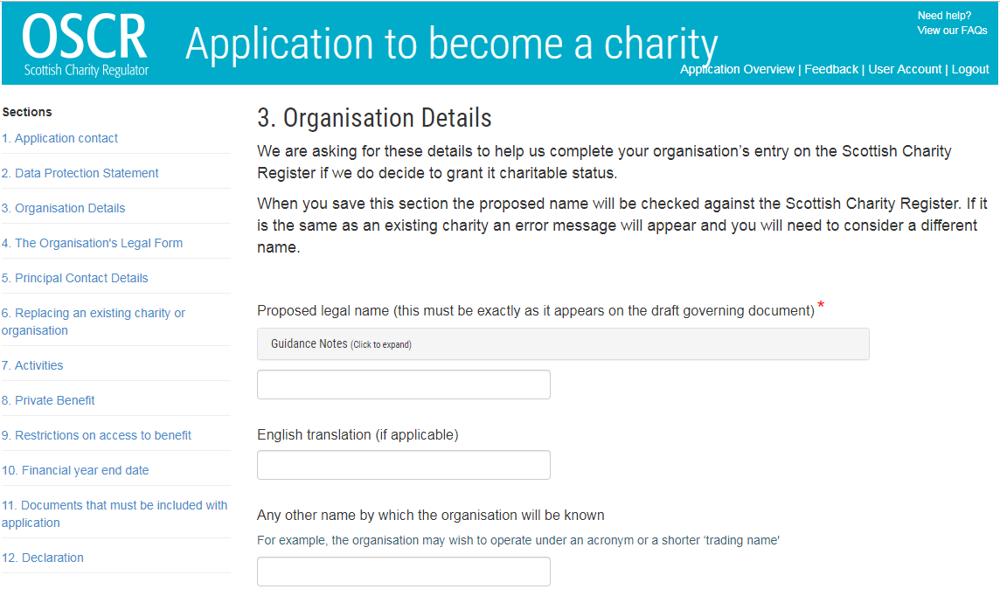 OSCR
Scottish Charity Regulator
Application to become a charity
Need help?
View our FAQs
Application Overview | Feedback | User Account | Logout
Sections
1. Application contact
2. Data Protection Statement
3. Organisation Details
4. The Organisation's Legal Form
5. Principal Contact Details
6. Replacing an existing charity or
organisation
7. Activities
8. Private Benefit
9. Restrictions on access to benefit
10. Financial year end date
11. Documents that must be included with
application
12. Declaration
3. Organisation Details
We are asking for these details to help us complete your organisation’s entry on the Scottish Charity
Register if we do decide to grant it charitable status.
When you save this section the proposed name will be checked against the Scottish Charity Register. If it
is the same as an existing charity an error message will appear and you will need to consider a different
name.
Proposed legal name (this must be exactly as it appears on the draft governing document) *
Guidance Notes (Click to expand)
English translation (if applicable)
Any other name by which the organisation will be known
For example, the organisation may wish to operate under an acronym or a shorter ‘trading name'